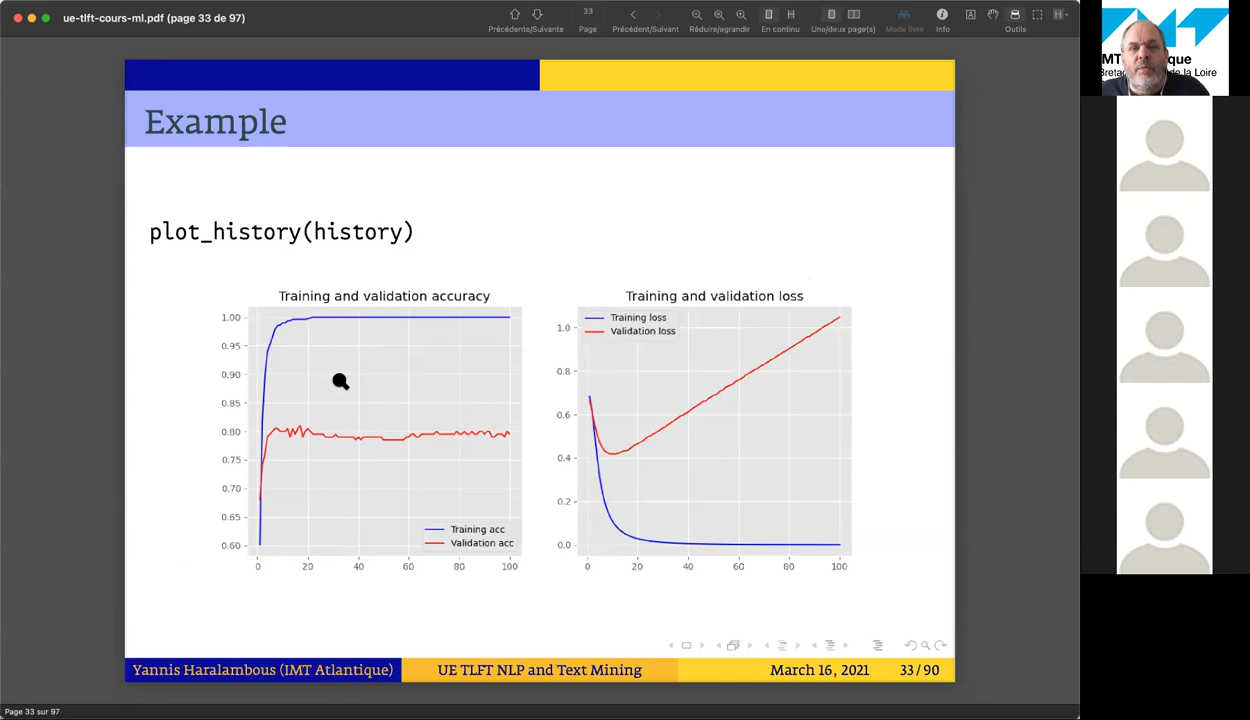 ue-tlft-cours-ml.pdf (page 33 de 97)
33
Précédente/Suivante
Page
Précédent/Suivant
Réduire/agrandir
En continu
Une/deux page(s)
Mode livre
Info
Outils
Example
plot_history(history)
Training and validation accuracy
1.00
0.95
0.90
0.85
0.80
0.75
0.70
0.65
0.60
Training acc
Validation acc
0 20 40 60 80 100
Training and validation loss
Training loss
Validation loss
1.0
0.8
0.6
0.4
0.2
0.0
0 20 40 60 80 100
Yannis Haralambous (IMT Atlantique) UE TLFT NLP and Text Mining March 16, 2021 33 / 90
Page 33 sur 97
de la Loire